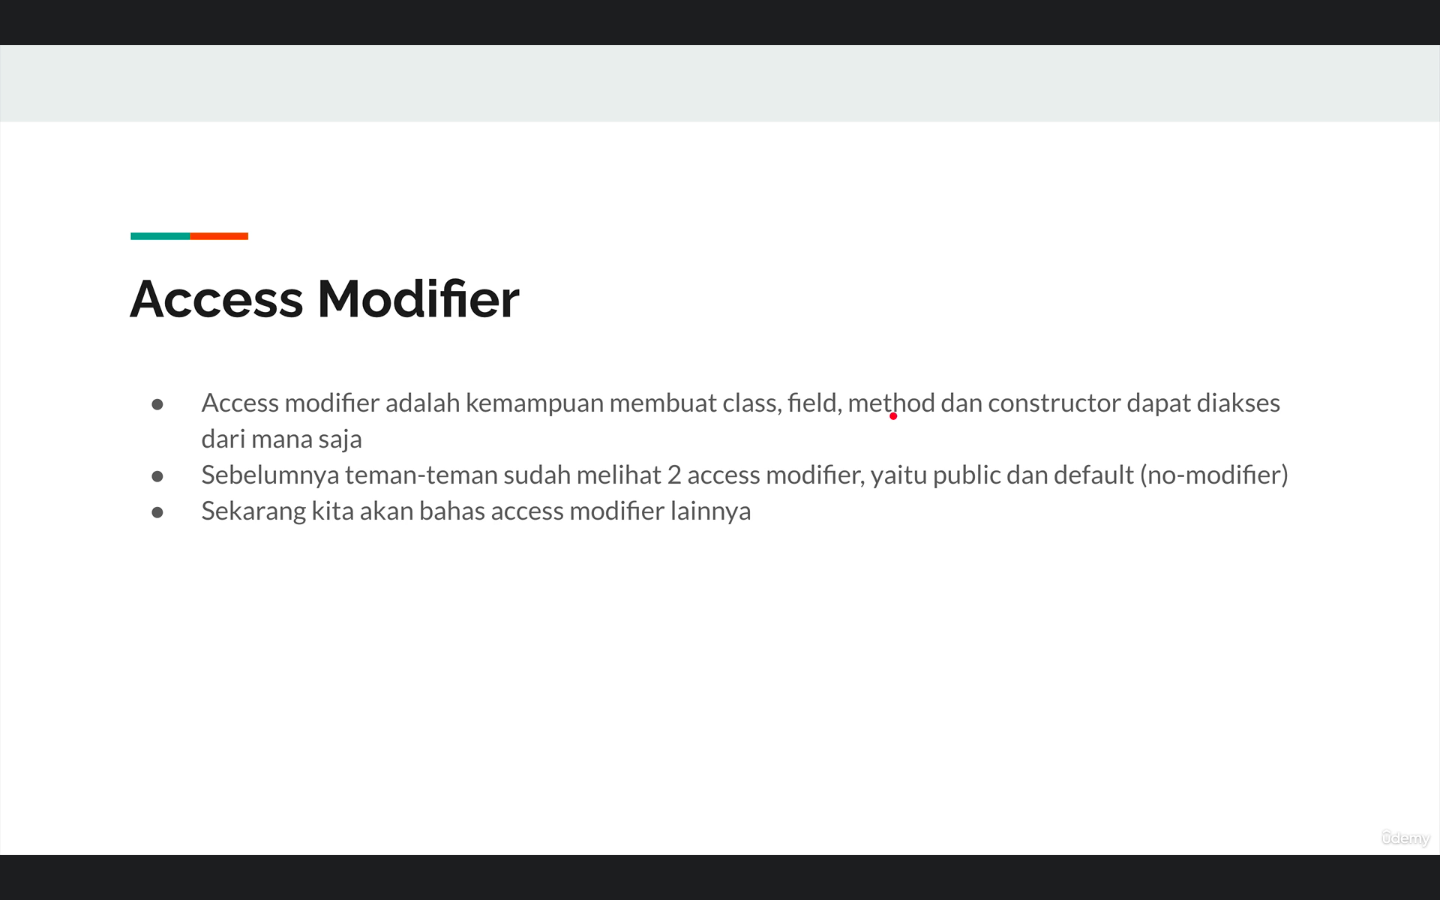 Access Modifier
● Access modifier adalah kemampuan membuat class, field, method dan constructor dapat diakses
dari mana saja
● Sebelumnya teman-teman sudah melihat 2 access modifier, yaitu public dan default (no-modifier)
● Sekarang kita akan bahas access modifier lainnya
ûdemy